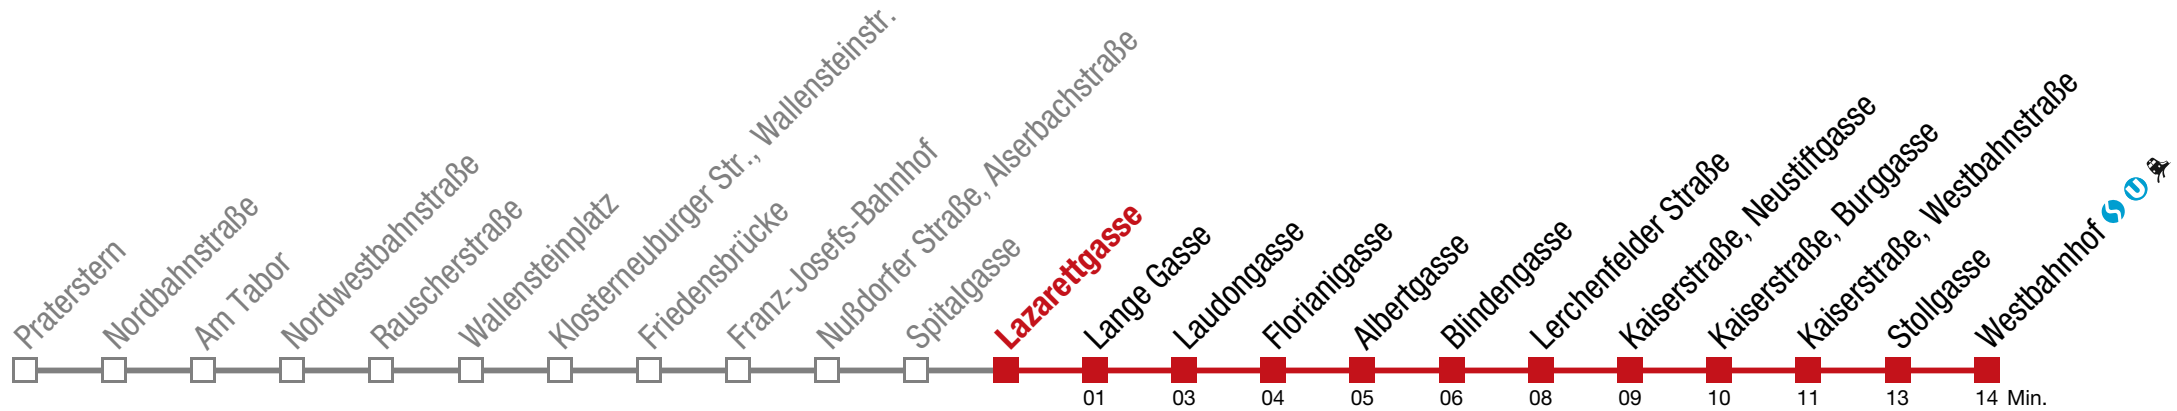 Praterstern
Nordbahnstraße
Am Tabor
Nordwestbahnstraße
Rauscherstraße
Wallensteinplatz
Klosterneuburger Str., Wallensteinstr.
Friedensbrücke
Franz-Josefs-Bahnhof
Nußdorfer Straße, Alserbachstraße
Spitalgasse
Lazarettgasse
Lange Gasse
Laudongasse
Florianigasse
Albertgasse
Blindengasse
Lerchenfelder Straße
Kaiserstraße, Neustiftgasse
Kaiserstraße, Burggasse
Kaiserstraße, Westbahnstraße
Stollgasse
Westbahnhof S U
01 03 04 05 06 08 09 10 11 13 14 Min.